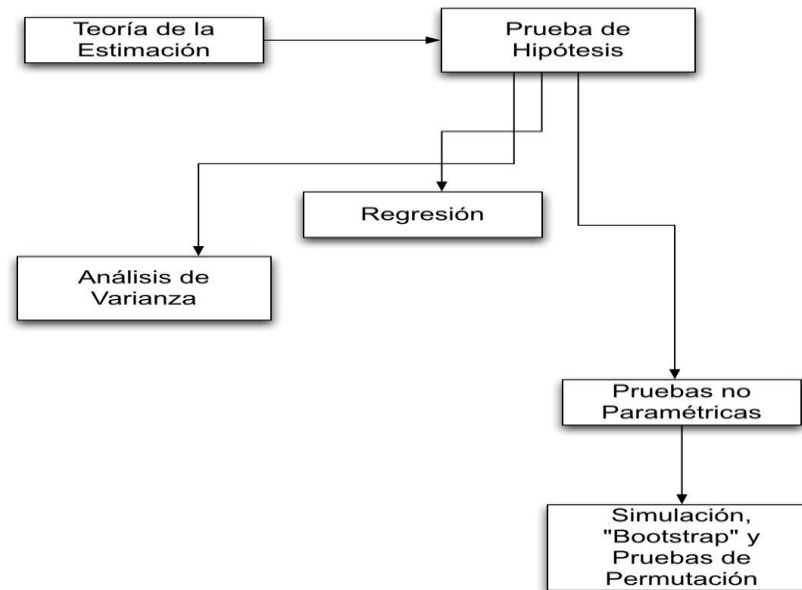 Teoría de la
Estimación
Prueba de
Hipótesis
Regresión
Análisis de
Varianza
Pruebas no
Paramétricas
Simulación,
"Bootstrap" y
Pruebas de
Permutación